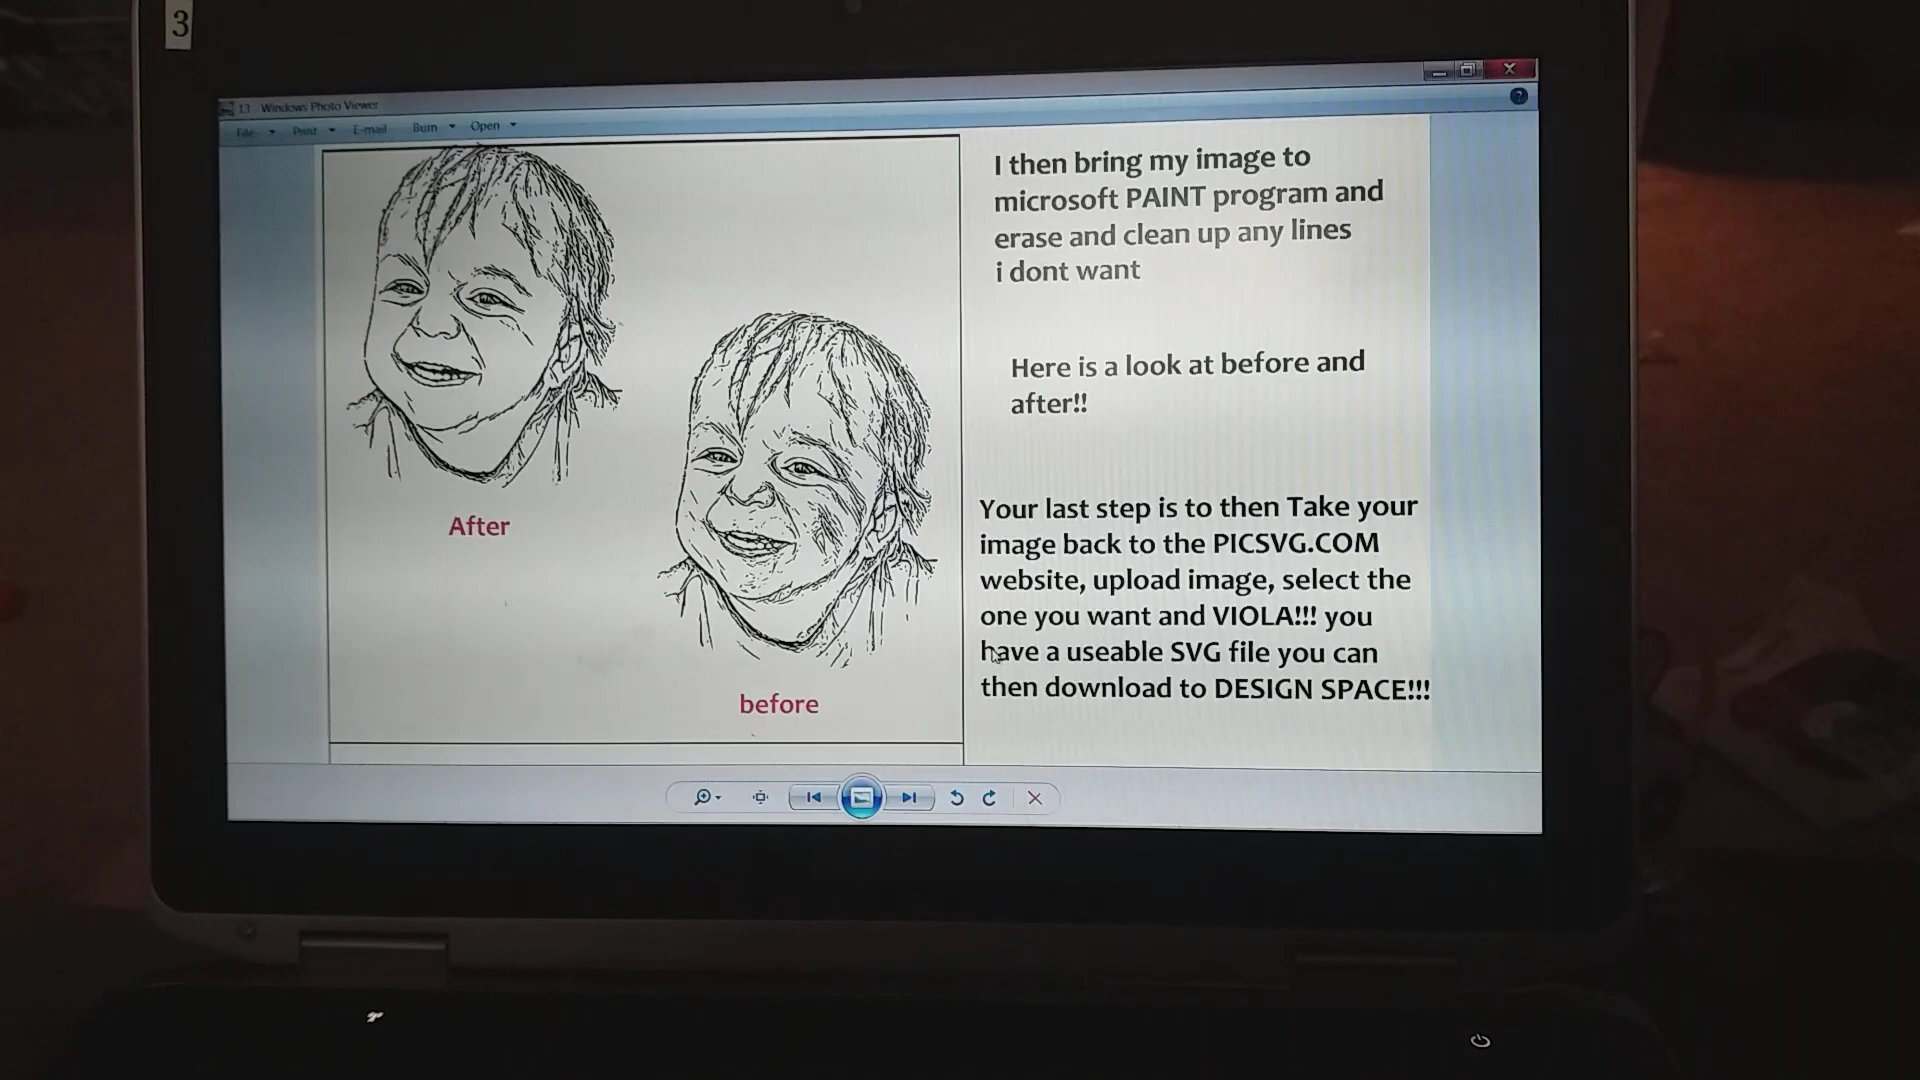 3
13 Windows Photo Viewer
File Print E-mail Burn Open
I then bring my image to
microsoft PAINT program and
erase and clean up any lines
i dont want
Here is a look at before and
after!!
After
before
Your last step is to then Take your
image back to the PICSVG.COM
website, upload image, select the
one you want and VIOLA!!! you
have a useable SVG file you can
then download to DESIGN SPACE!!!